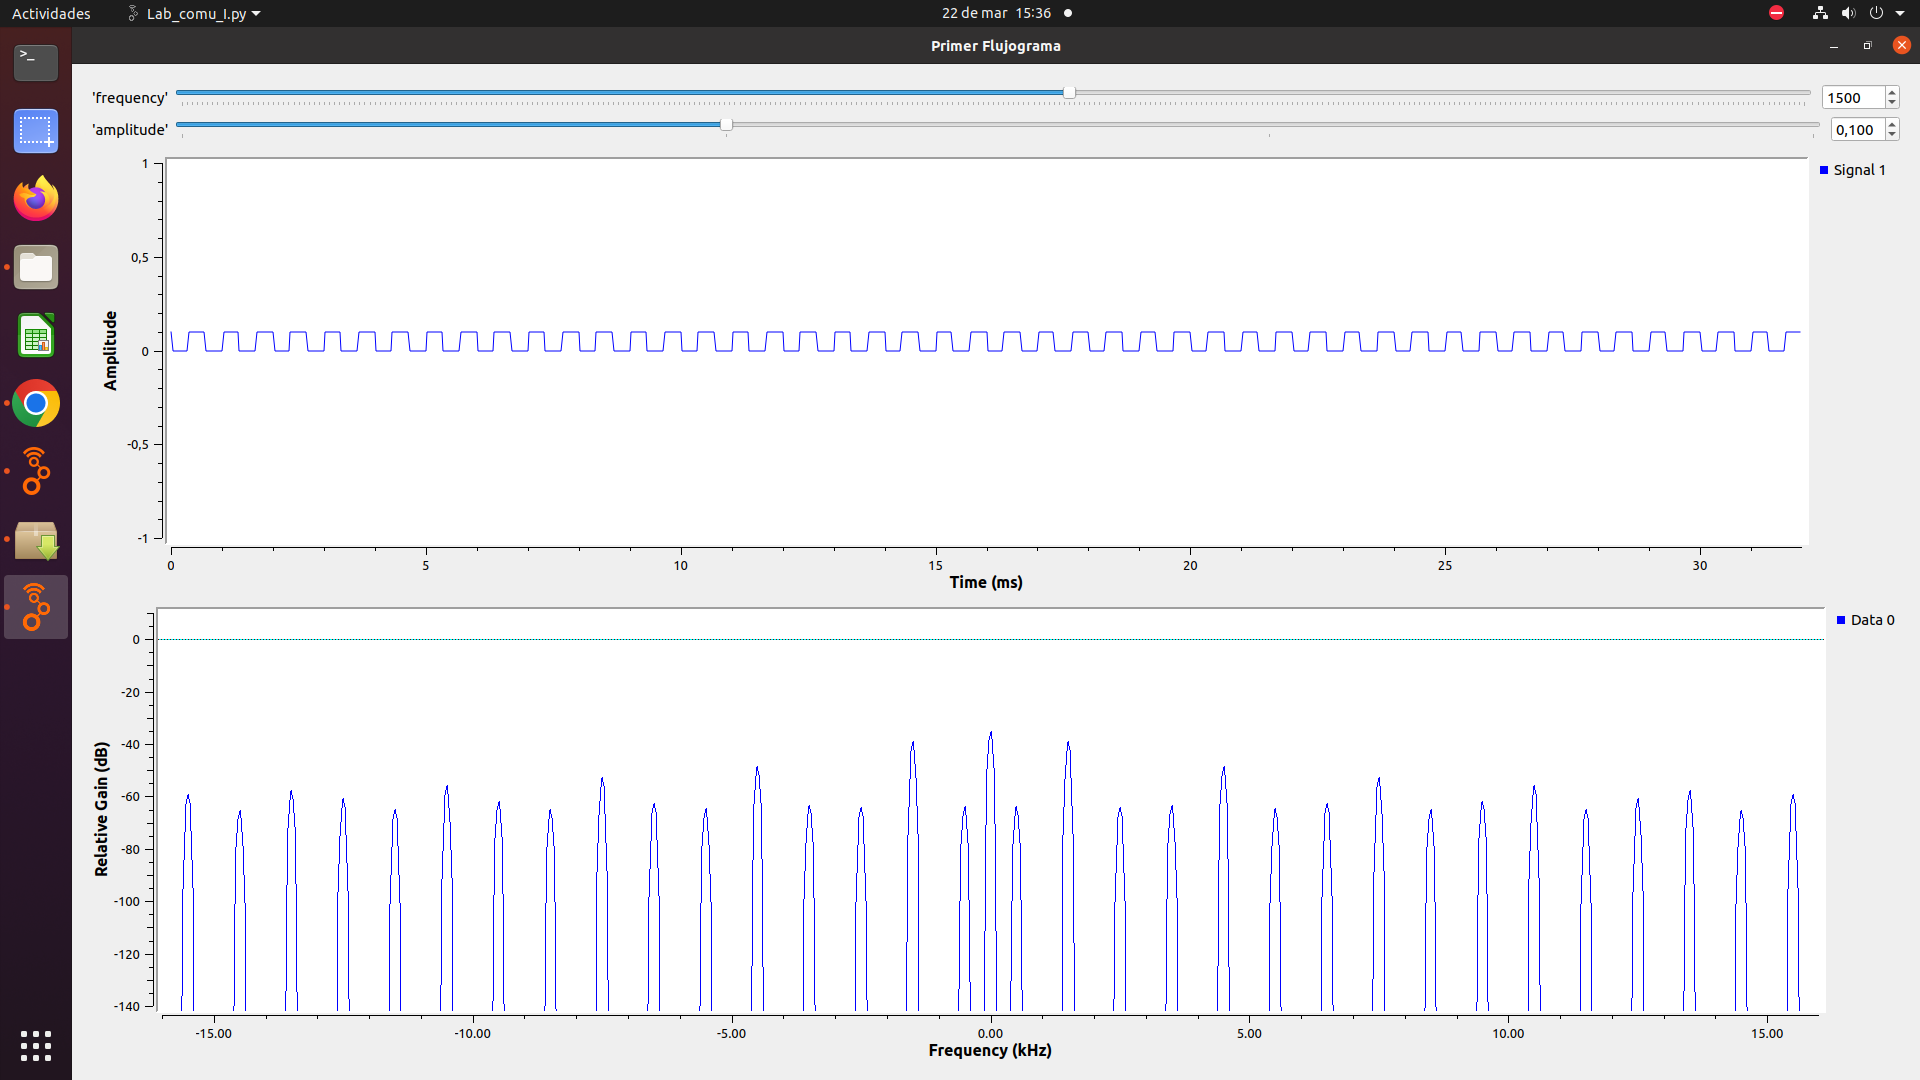 Actividades
Lab_comu_I.py
22 de mar 15:36
Primer Flujograma
>_
'frequency'
1500
'amplitude'
0,100
Signal 1
1
0,5
0
-0,5
-1
Amplitude
0 5 10 15 20 25 30
Time (ms)
Data 0
0
-20
-40
-60
-80
-100
-120
-140
Relative Gain (dB)
-15.00 -10.00 -5.00 0.00 5.00 10.00 15.00
Frequency (kHz)